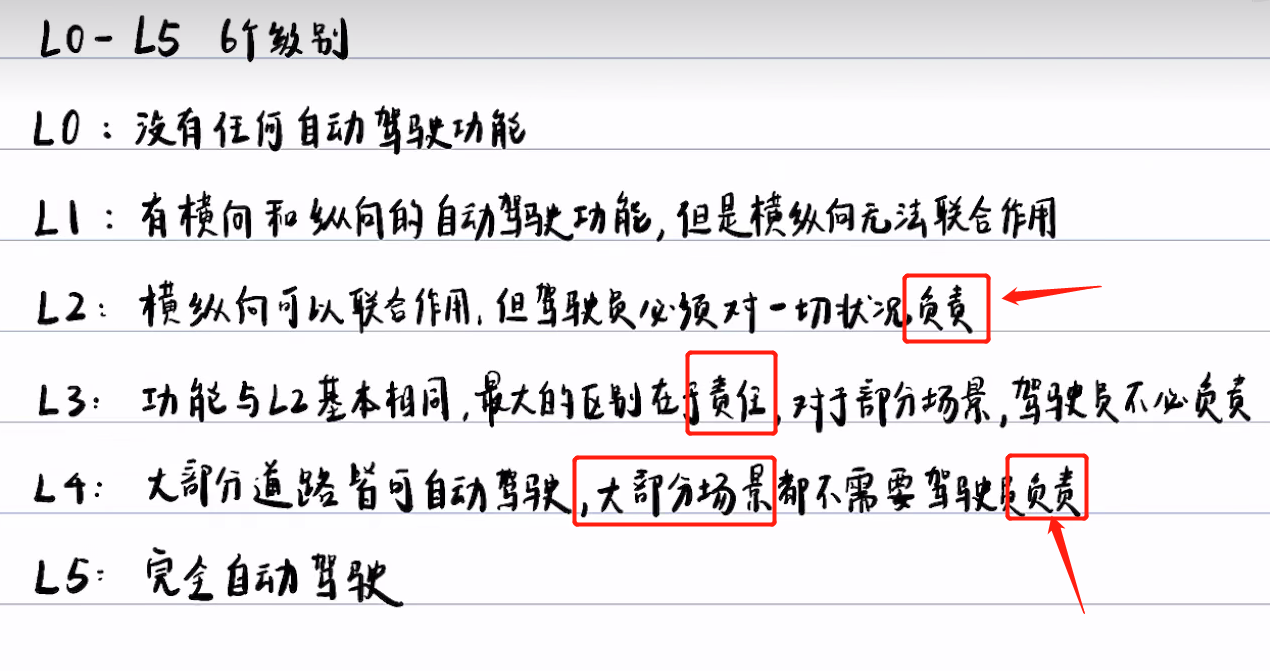 L0-L5 6个级别
L0：没有任何自动驾驶功能
L1：有横向和纵向的自动驾驶功能,但是横纵向无法联合作用
L2：横纵向可以联合作用,但驾驶员必须对一切状况负责
L3：功能与L2基本相同,最大的区别在于责任,对于部分场景,驾驶员不必负责
L4：大部分道路皆可自动驾驶,大部分场景都不需要驾驶员负责
L5：完全自动驾驶